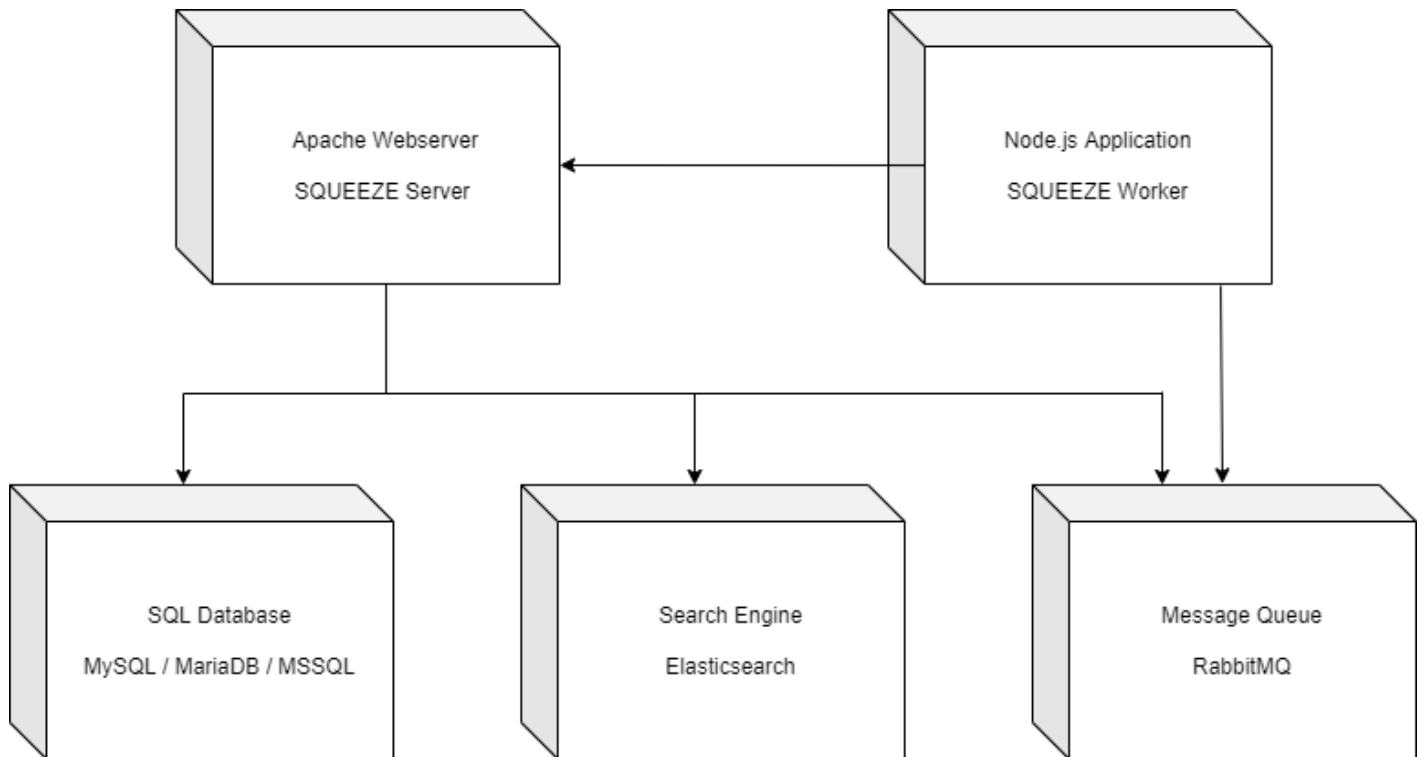 Apache Webserver
SQUEEZE Server
Node.js Application
SQUEEZE Worker
SQL Database
MySQL / MariaDB / MSSQL
Search Engine
Elasticsearch
Message Queue
RabbitMQ